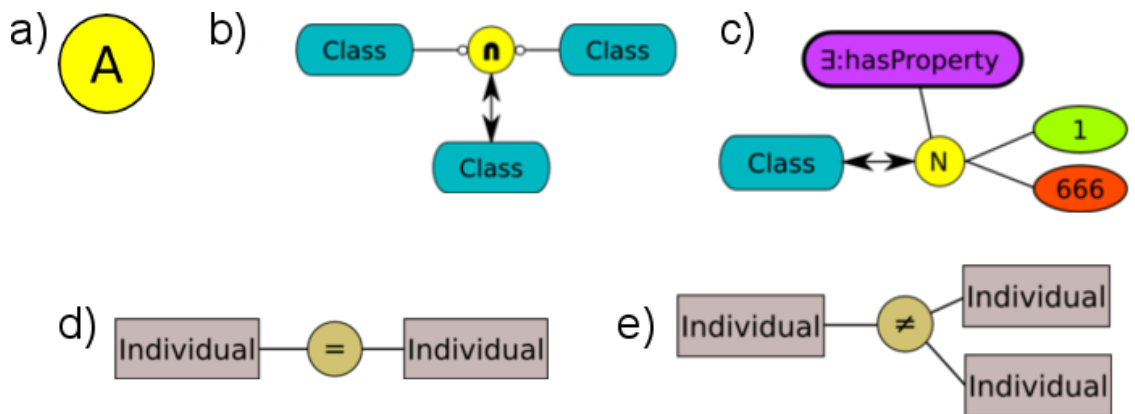 a)
A
b)
Class
∩
Class
Class
c)
∃:hasProperty
Class
N
1
666
d)
Individual
=
Individual
e)
Individual
≠
Individual
Individual